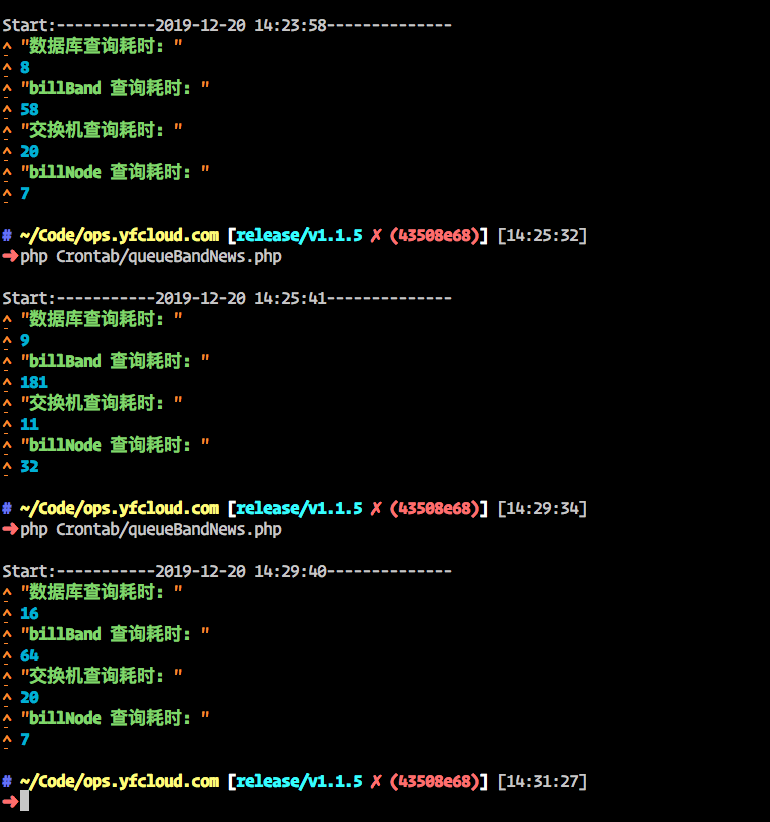 Start:-----------2019-12-20 14:23:58--------------
^ "数据库查询耗时: "
^ 8
^ "billBand 查询耗时: "
^ 58
^ "交换机查询耗时: "
^ 20
^ "billNode 查询耗时: "
^ 7
# ~/Code/ops.yfcloud.com [release/v1.1.5 ✗ (43508e68)] [14:25:32]
➜ php Crontab/queueBandNews.php
Start:-----------2019-12-20 14:25:41--------------
^ "数据库查询耗时: "
^ 9
^ "billBand 查询耗时: "
^ 181
^ "交换机查询耗时: "
^ 11
^ "billNode 查询耗时: "
^ 32
# ~/Code/ops.yfcloud.com [release/v1.1.5 ✗ (43508e68)] [14:29:34]
➜ php Crontab/queueBandNews.php
Start:-----------2019-12-20 14:29:40--------------
^ "数据库查询耗时: "
^ 16
^ "billBand 查询耗时: "
^ 64
^ "交换机查询耗时: "
^ 20
^ "billNode 查询耗时: "
^ 7
# ~/Code/ops.yfcloud.com [release/v1.1.5 ✗ (43508e68)] [14:31:27]
➜